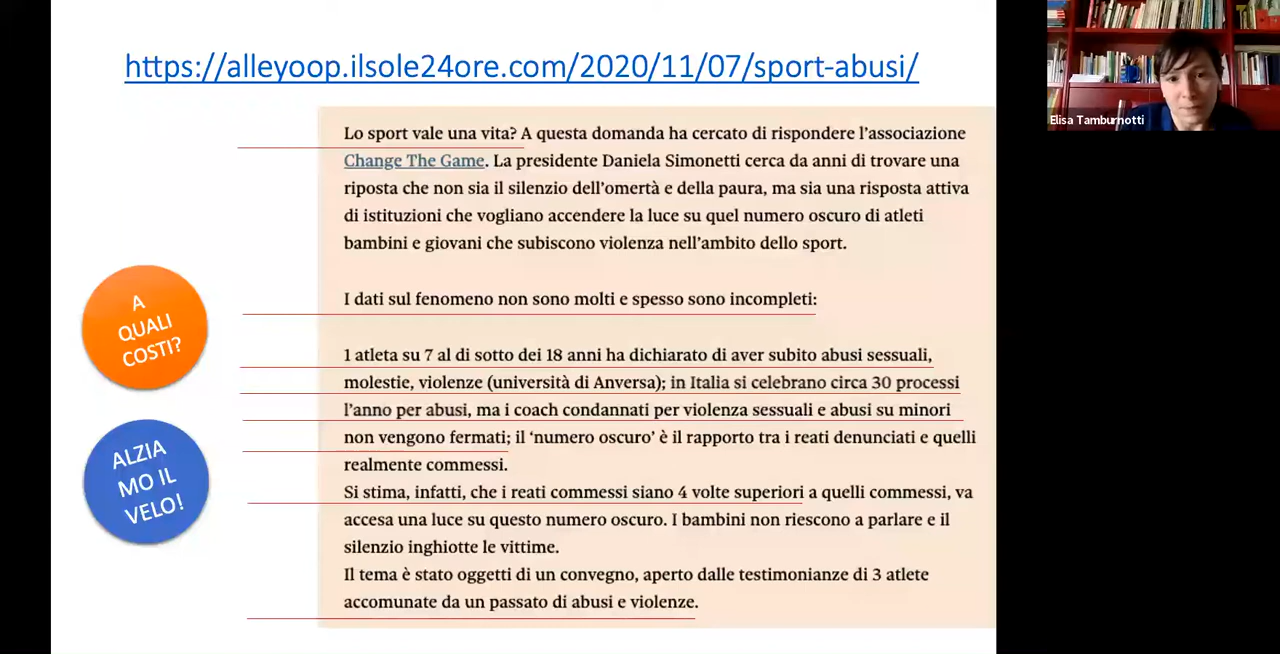 https://alleyoop.ilsole24ore.com/2020/11/07/sport-abusi/
Lo sport vale una vita? A questa domanda ha cercato di rispondere l'associazione
Change The Game. La presidente Daniela Simonetti cerca da anni di trovare una
riposta che non sia il silenzio dell'omertà e della paura, ma sia una risposta attiva
di istituzioni che vogliano accendere la luce su quel numero oscuro di atleti
bambini e giovani che subiscono violenza nell'ambito dello sport.
I dati sul fenomeno non sono molti e spesso sono incompleti:
1 atleta su 7 al di sotto dei 18 anni ha dichiarato di aver subito abusi sessuali,
molestie, violenze (università di Anversa); in Italia si celebrano circa 30 processi
l'anno per abusi, ma i coach condannati per violenza sessuali e abusi su minori
non vengono fermati; il 'numero oscuro' è il rapporto tra i reati denunciati e quelli
realmente commessi.
Si stima, infatti, che i reati commessi siano 4 volte superiori a quelli commessi, va
accesa una luce su questo numero oscuro. I bambini non riescono a parlare e il
silenzio inghiotte le vittime.
Il tema è stato oggetti di un convegno, aperto dalle testimonianze di 3 atlete
accomunate da un passato di abusi e violenze.
A
QUALI
COSTI?
ALZIA
MO IL
VELO!
Elisa Tamburnotti